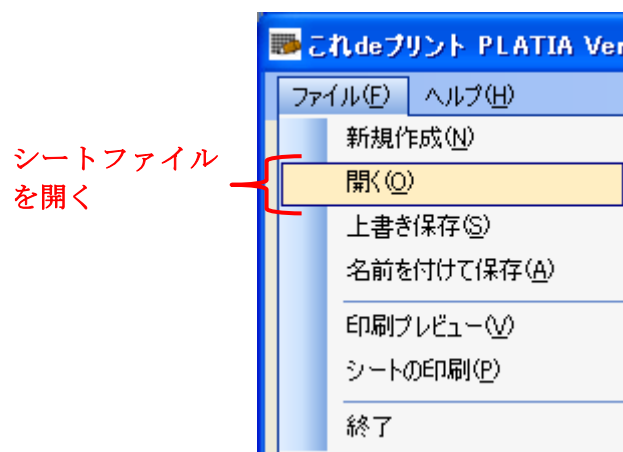 これdeプリント PLATIA Ver
ファイル(F) ヘルプ(H)
新規作成(N)
シートファイル
を開く
開く(O)
上書き保存(S)
名前を付けて保存(A)
印刷プレビュー(V)
シートの印刷(P)
終了